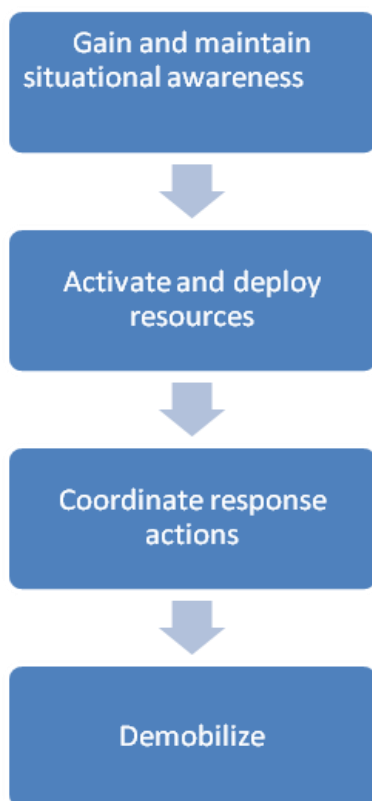 Gain and maintain
situational awareness
Activate and deploy
resources
Coordinate response
actions
Demobilize